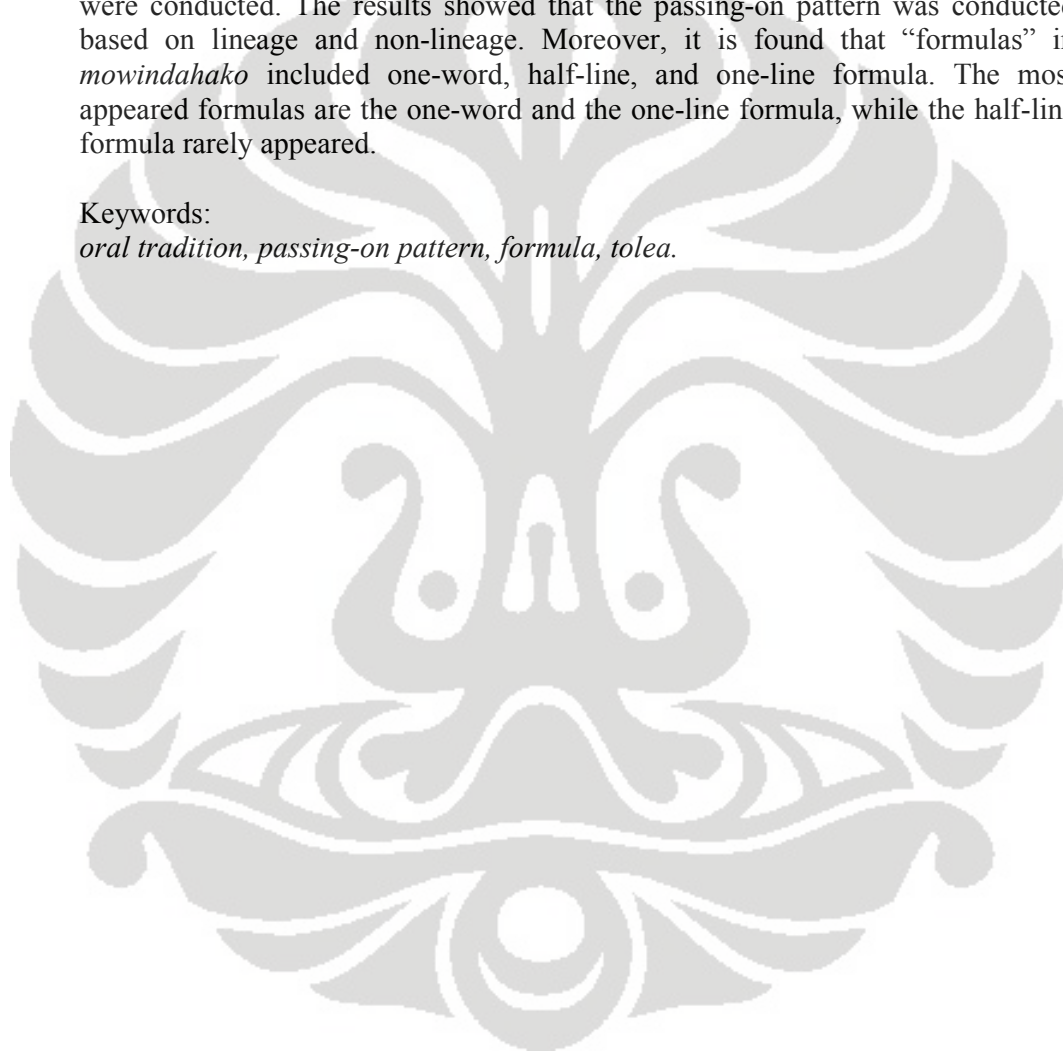 were conducted. The results showed that the passing-on pattern was conducted
based on lineage and non-lineage. Moreover, it is found that “formulas” i
mowindahako included one-word, half-line, and one-line formula. The mos
appeared formulas are the one-word and the one-line formula, while the half-lin
formula rarely appeared.
Keywords:
oral tradition, passing-on pattern, formula, tolea.